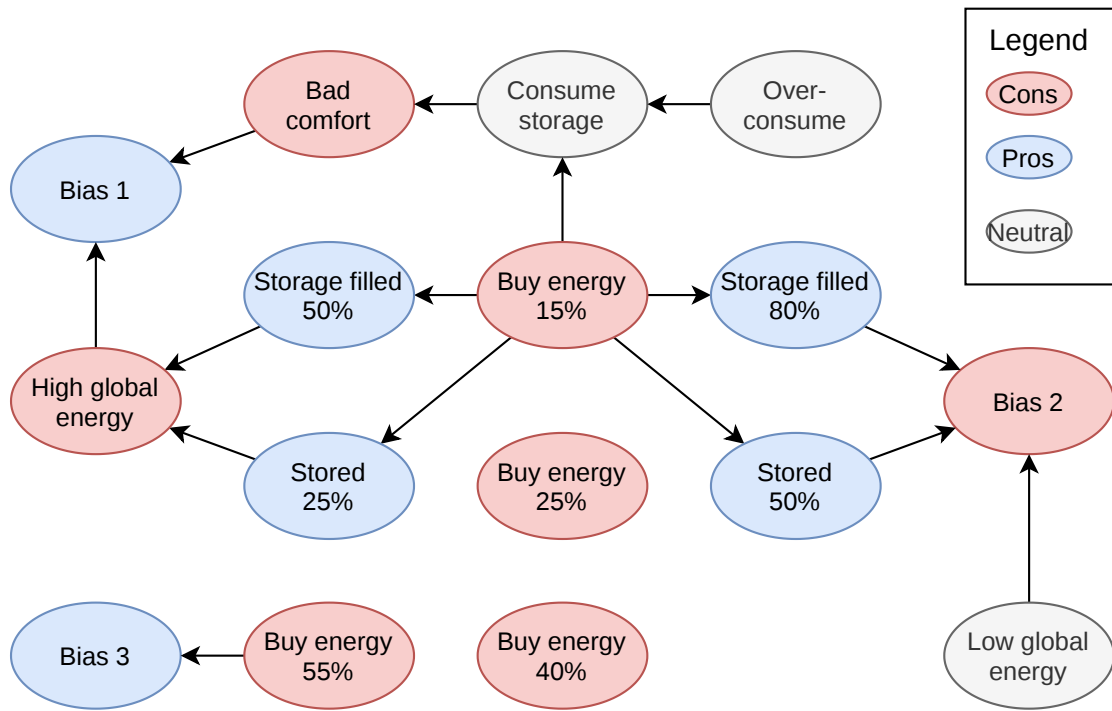 Legend
Cons
Pros
Neutral
Bad
comfort
Consume
storage
Over-
consume
Bias 1
Storage filled
50%
Buy energy
15%
Storage filled
80%
High global
energy
Bias 2
Stored
25%
Buy energy
25%
Stored
50%
Bias 3
Buy energy
55%
Buy energy
40%
Low global
energy